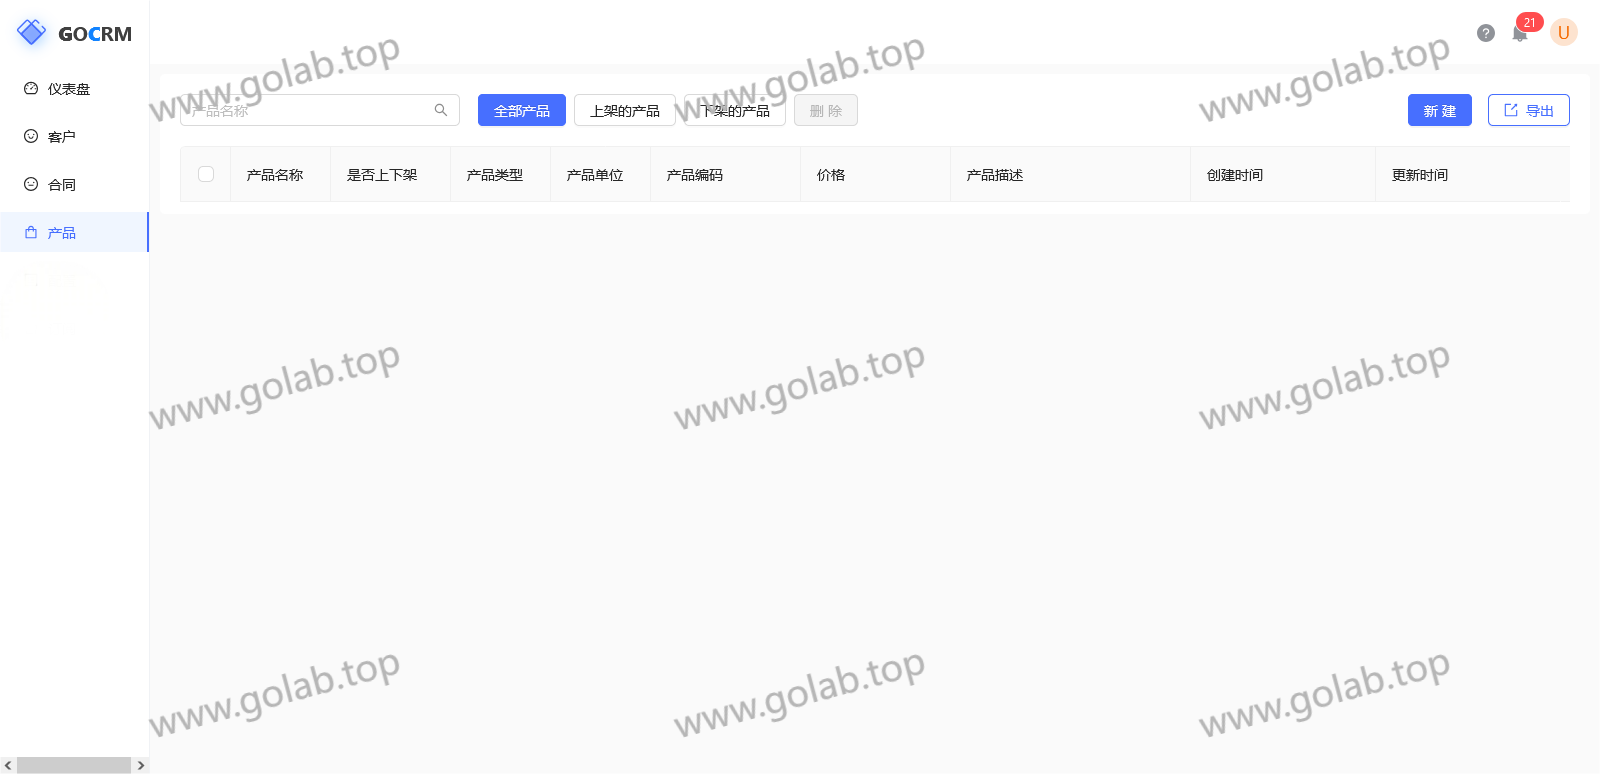 GOCRM
21
U
www.golab.top www.golab.top www.golab.top
仪表盘
客户
合同
产品
产品名称
全部产品 上架的产品 下架的产品 删 除 新 建 导出
产品名称 是否上下架 产品类型 产品单位 产品编码 价格 产品描述 创建时间 更新时间
www.golab.top www.golab.top www.golab.top
www.golab.top www.golab.top www.golab.top